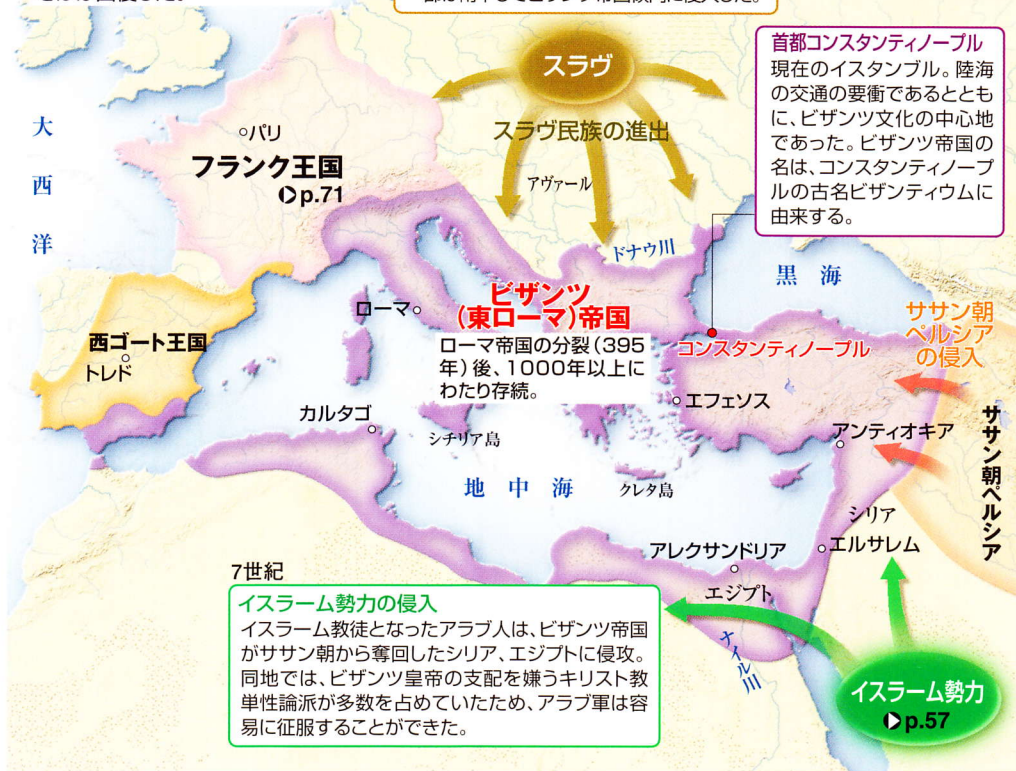 スラヴ
スラヴ民族の進出
アヴァール
首都コンスタンティノープル
現在のイスタンブル。陸海
の交通の要衝であるととも
に、ビザンツ文化の中心地
であった。ビザンツ帝国の
名は、コンスタンティノープ
ルの古名ビザンティウムに
由来する。
大西洋
パリ
フランク王国
p.71
ドナウ川
黒海
ローマ
ビザンツ
(東ローマ)帝国
ローマ帝国の分裂(395
年)後、1000年以上に
わたり存続。
コンスタンティノープル
ササン朝
ペルシア
の侵入
西ゴート王国
トレド
エフェソス
カルタゴ
シチリア島
アンティオキア
ササン朝ペルシア
地中海
クレタ島
シリア
アレクサンドリア
エルサレム
エジプト
ナイル川
7世紀
イスラーム勢力の侵入
イスラーム教徒となったアラブ人は、ビザンツ帝国
がササン朝から奪回したシリア、エジプトに侵攻。
同地では、ビザンツ皇帝の支配を嫌うキリスト教
単性論派が多数を占めていたため、アラブ軍は容
易に征服することができた。
イスラーム勢力
p.57